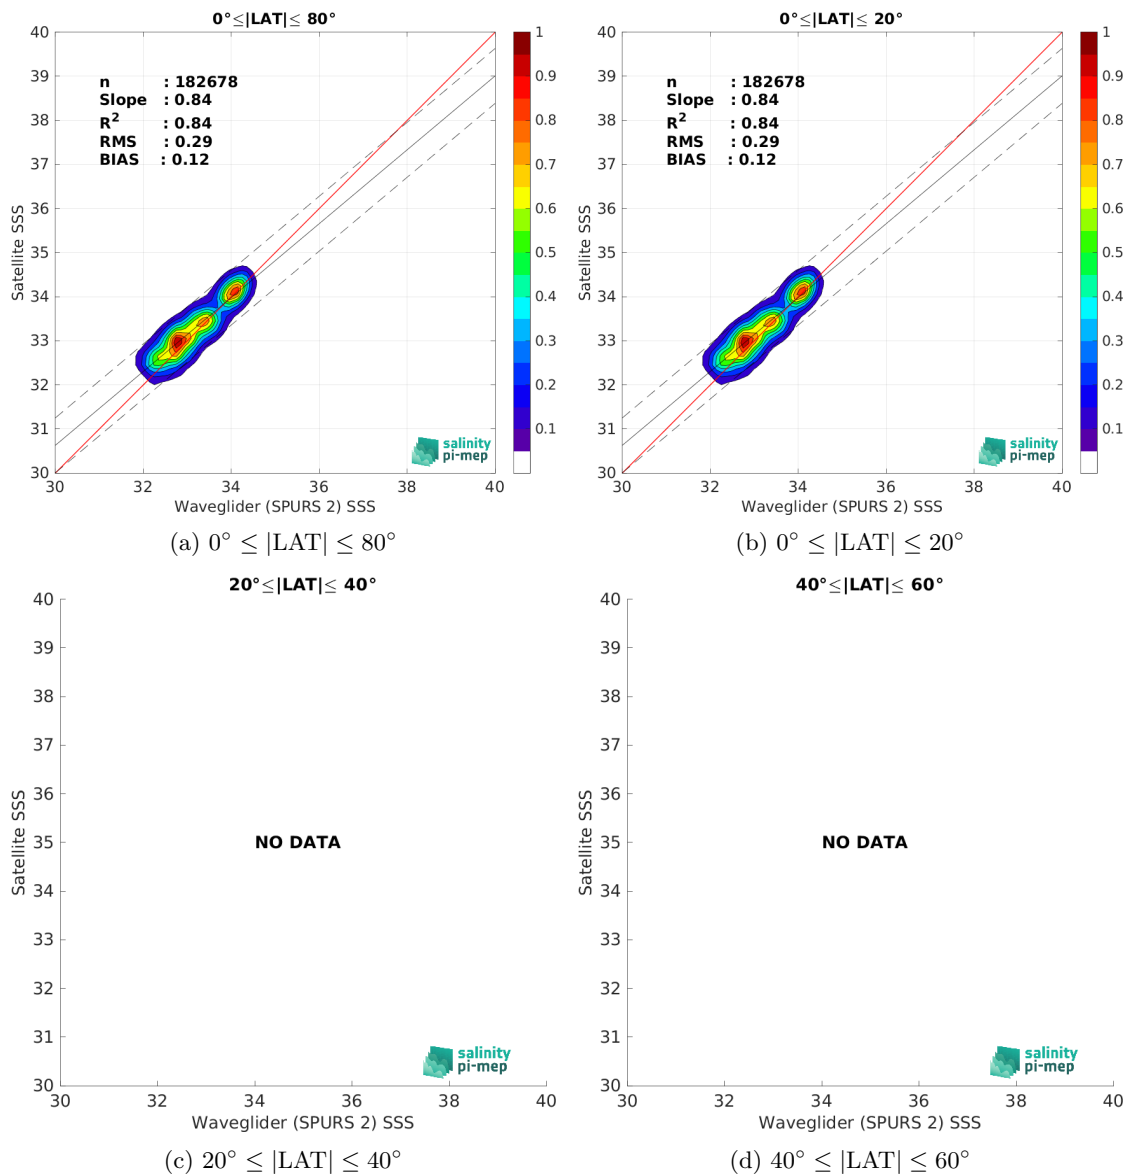 0°≤|LAT|≤ 80°
40
39
38
37
36
35
34
33
32
31
30
Satellite SSS
n : 182678
Slope : 0.84
R² : 0.84
RMS : 0.29
BIAS : 0.12
1
0.9
0.8
0.7
0.6
0.5
0.4
0.3
0.2
0.1
salinity
pi-mep
30 32 34 36 38 40
Waveglider (SPURS 2) SSS
(a) 0° ≤ |LAT| ≤ 80°
0°≤|LAT|≤ 20°
40
39
38
37
36
35
34
33
32
31
30
Satellite SSS
n : 182678
Slope : 0.84
R² : 0.84
RMS : 0.29
BIAS : 0.12
1
0.9
0.8
0.7
0.6
0.5
0.4
0.3
0.2
0.1
salinity
pi-mep
30 32 34 36 38 40
Waveglider (SPURS 2) SSS
(b) 0° ≤ |LAT| ≤ 20°
20°≤|LAT|≤ 40°
40
39
38
37
36
35
34
33
32
31
30
Satellite SSS
NO DATA
salinity
pi-mep
30 32 34 36 38 40
Waveglider (SPURS 2) SSS
(c) 20° ≤ |LAT| ≤ 40°
40°≤|LAT|≤ 60°
40
39
38
37
36
35
34
33
32
31
30
Satellite SSS
NO DATA
salinity
pi-mep
30 32 34 36 38 40
Waveglider (SPURS 2) SSS
(d) 40° ≤ |LAT| ≤ 60°